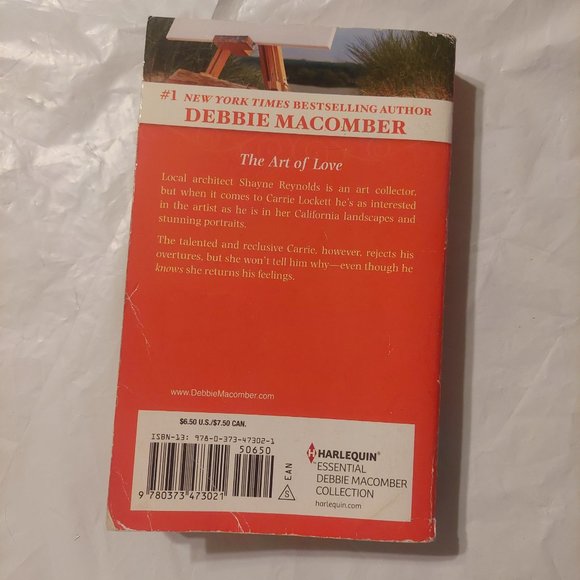 #1 NEW YORK TIMES BESTSELLING AUTHOR
DEBBIE MACOMBER
The Art of Love
Local architect Shayne Reynolds is an art collector,
but when it comes to Carrie Lockett he's as interested
in the artist as he is in her California landscapes and
stunning portraits.
The talented and reclusive Carrie, however, rejects his
overtures, but she won't tell him why—even though he
knows she returns his feelings.
www.DebbieMacomber.com
$6.50 U.S./$7.50 CAN.
ISBN-13: 978-0-373-47302-1
50650
9 780373 473021
S
EAN
HARLEQUIN®
ESSENTIAL
DEBBIE MACOMBER
COLLECTION
harlequin.com